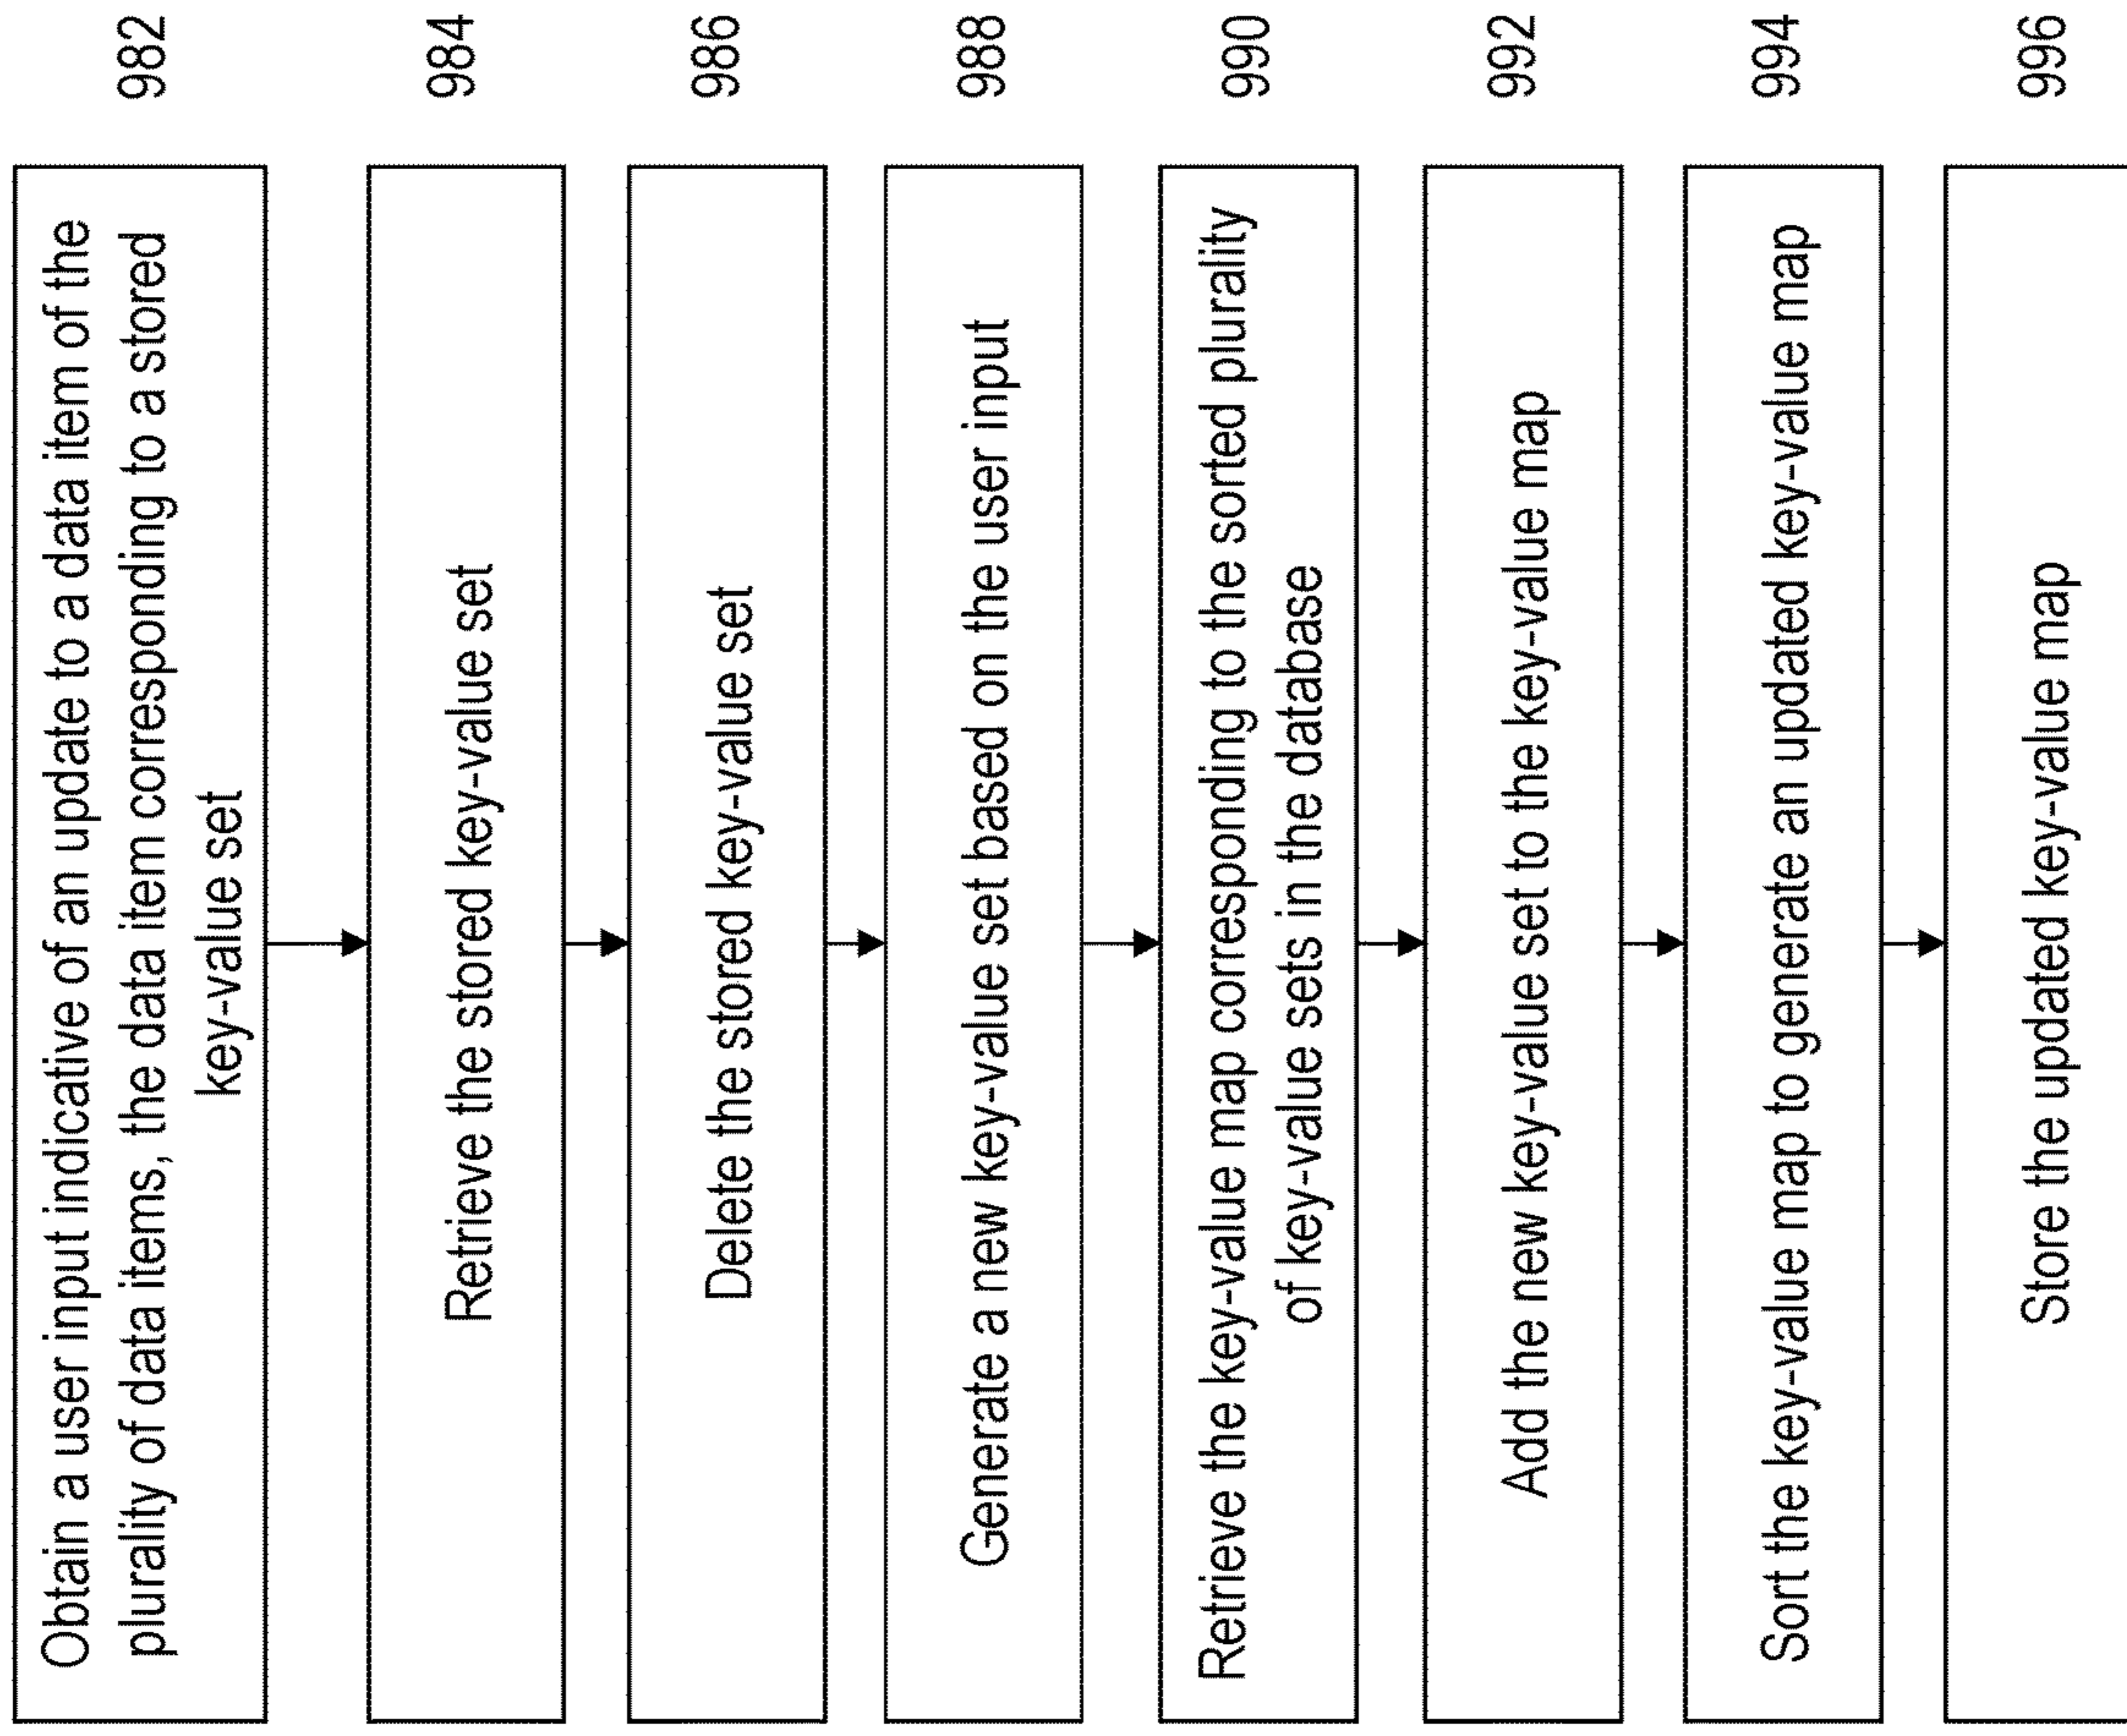 Obtain a user input indicative of an update to a data item of the
plurality of data items, the data item corresponding to a stored
key-value set
982
Retrieve the stored key-value set
984
Delete the stored key-value set
986
Generate a new key-value set based on the user input
988
Retrieve the key-value map corresponding to the sorted plurality
of key-value sets in the database
990
Add the new key-value set to the key-value map
992
Sort the key-value map to generate an updated key-value map
994
Store the updated key-value map
996